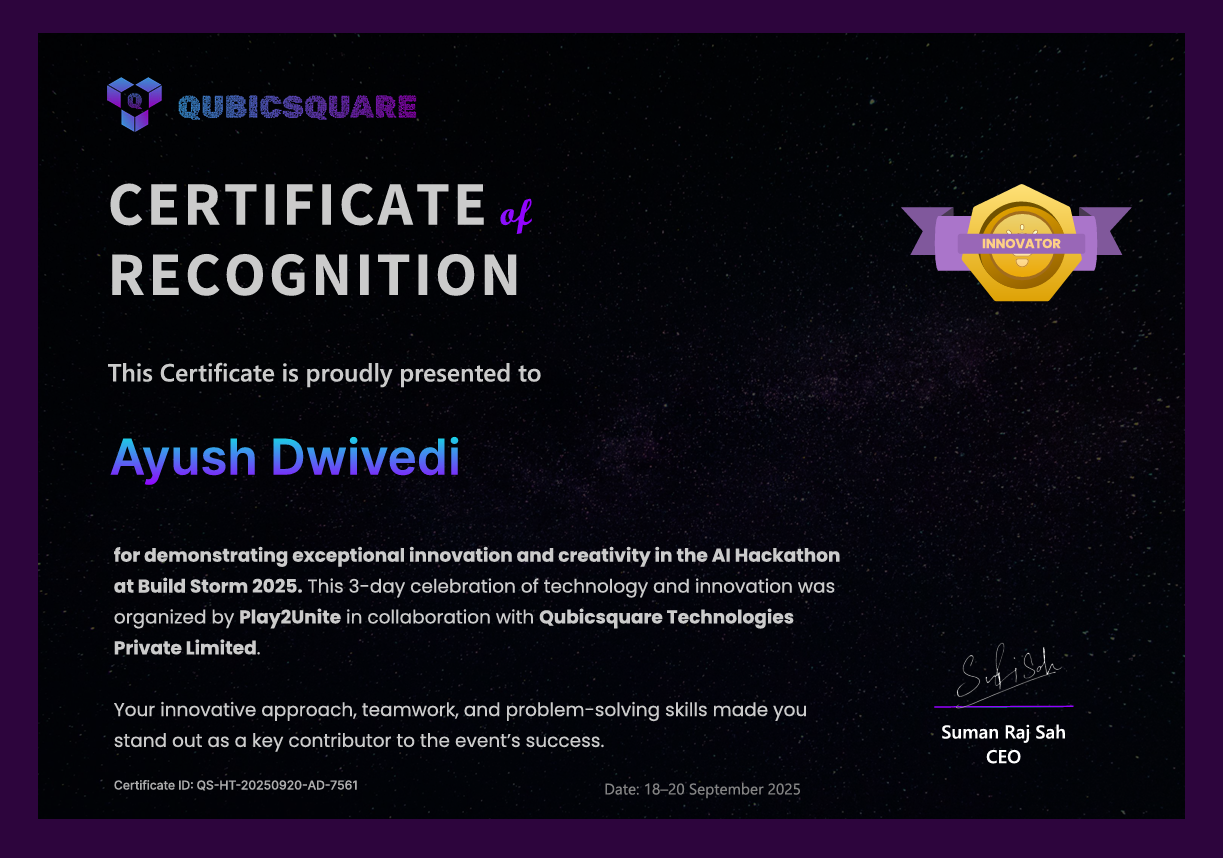 QUBICSQUARE
CERTIFICATE of
RECOGNITION
INNOVATOR
This Certificate is proudly presented to
Ayush Dwivedi
for demonstrating exceptional innovation and creativity in the AI Hackathon
at Build Storm 2025. This 3-day celebration of technology and innovation was
organized by Play2Unite in collaboration with Qubicsquare Technologies
Private Limited.
Your innovative approach, teamwork, and problem-solving skills made you
stand out as a key contributor to the event’s success.
Suman Raj Sah
CEO
Certificate ID: QS-HT-20250920-AD-7561
Date: 18–20 September 2025